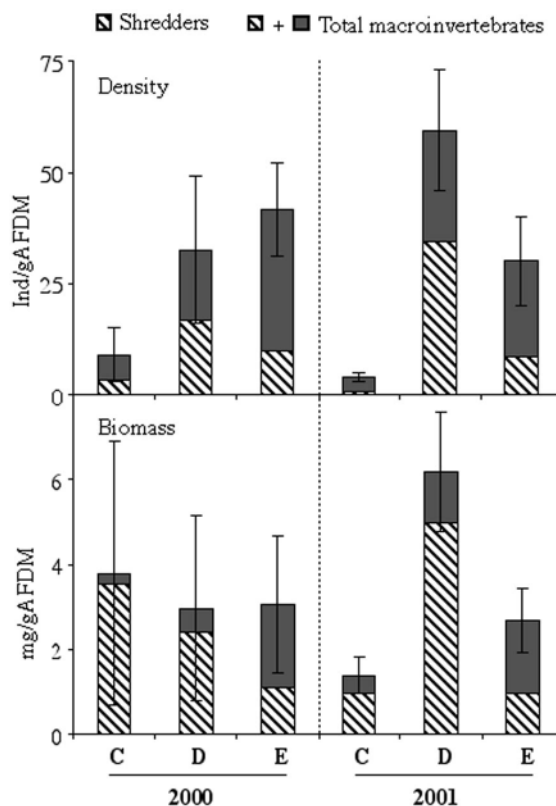 Shredders + Total macroinvertebrates
75
Density
50
Ind/gAFDM
25
0
Biomass
6
4
mg/gAFDM
2
0
C D E C D E
2000 2001